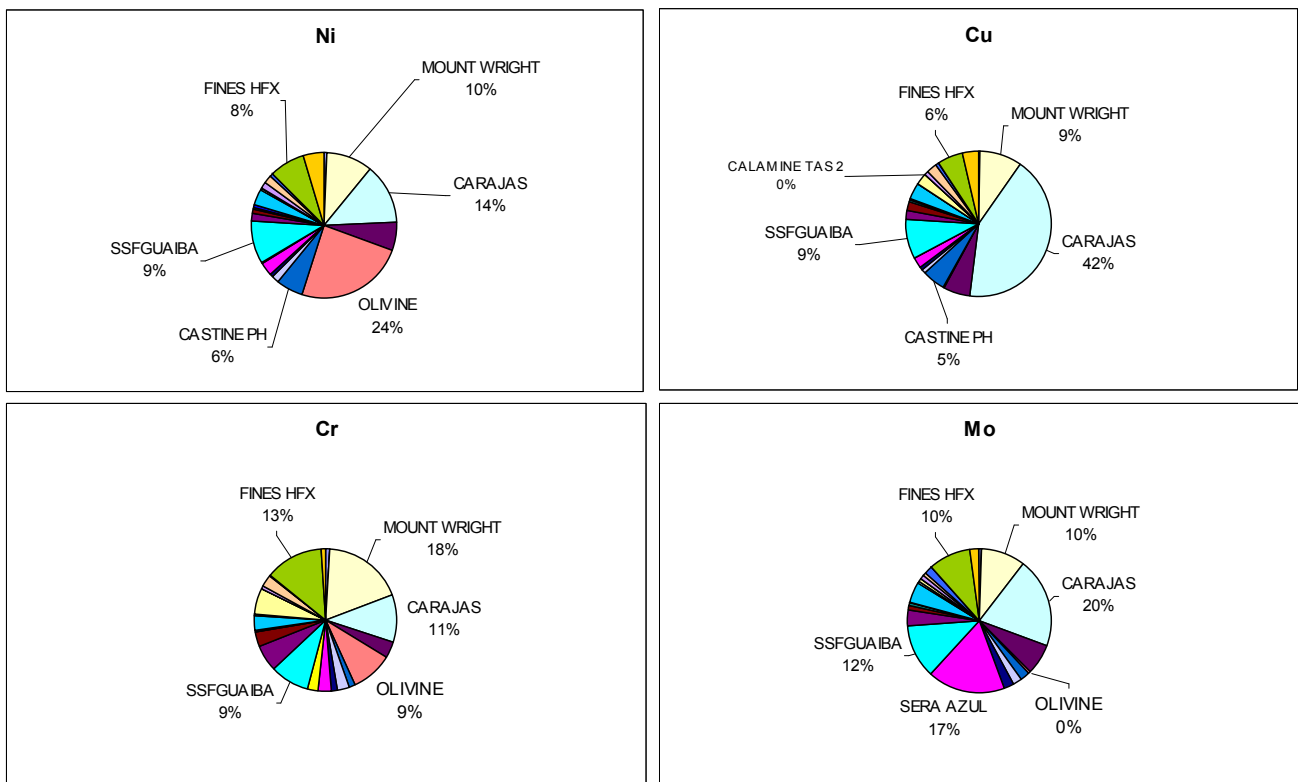 Ni
MOUNT WRIGHT
10%
FINES HFX
8%
CARAJAS
14%
SSFGUAIBA
9%
OLIVINE
24%
CASTINE PH
6%
Cu
FINES HFX
6%
MOUNT WRIGHT
9%
CALAMINE TAS 2
0%
SSFGUAIBA
9%
CARAJAS
42%
CASTINE PH
5%
Cr
FINES HFX
13%
MOUNT WRIGHT
18%
CARAJAS
11%
SSFGUAIBA
9%
OLIVINE
9%
Mo
FINES HFX
10%
MOUNT WRIGHT
10%
CARAJAS
20%
SSFGUAIBA
12%
SERA AZUL
17%
OLIVINE
0%